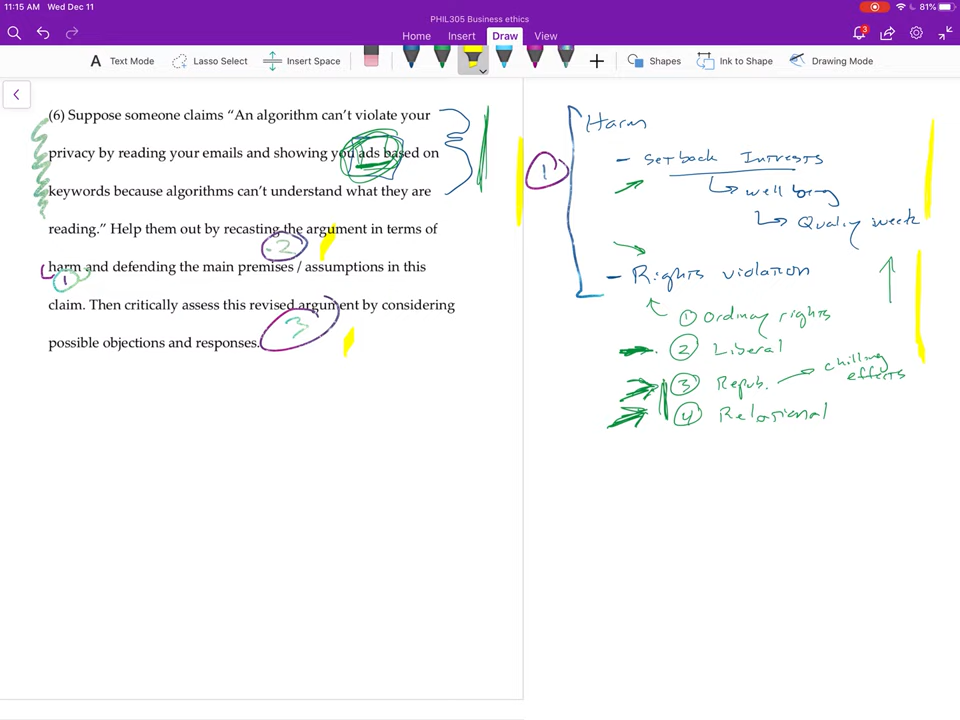 11:15 AM Wed Dec 11
81%
PHIL305 Business ethics
Home Insert Draw View
3
A Text Mode Lasso Select Insert Space Shapes Ink to Shape Drawing Mode
(6) Suppose someone claims “An algorithm can’t violate your
privacy by reading your emails and showing you ads based on
keywords because algorithms can’t understand what they are
reading.” Help them out by recasting the argument in terms of
2
harm and defending the main premises / assumptions in this
1
claim. Then critically assess this revised argument by considering
3
possible objections and responses.
1
Harm
- Setback Intrests
well being
Quality
- Rights violation
① Ordinary rights
② Liberal
③ Repub. → chilling
effects
④ Relational